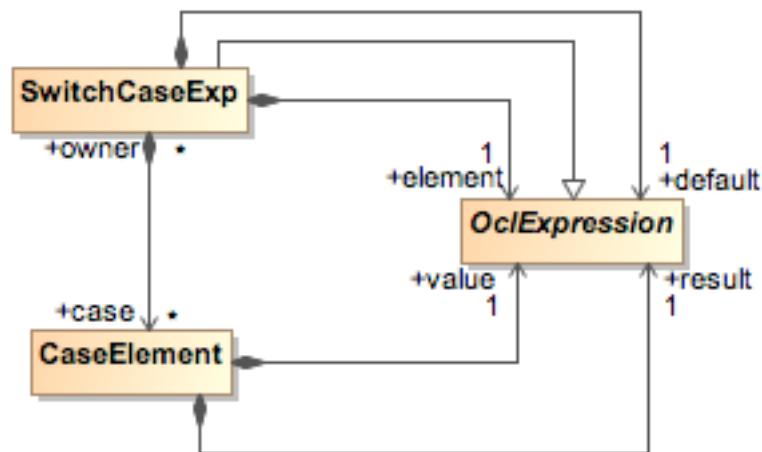 SwitchCaseExp
+owner *
1
+element
1
+default
OclExpression
+value
1
+result
1
+case *
CaseElement